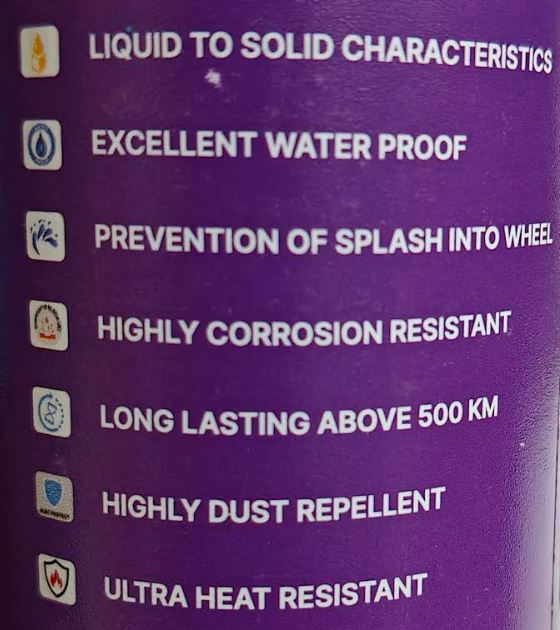 LIQUID TO SOLID CHARACTERISTICS
EXCELLENT WATER PROOF
PREVENTION OF SPLASH INTO WHEEL
HIGHLY CORROSION RESISTANT
LONG LASTING ABOVE 500 KM
HIGHLY DUST REPELLENT
ULTRA HEAT RESISTANT